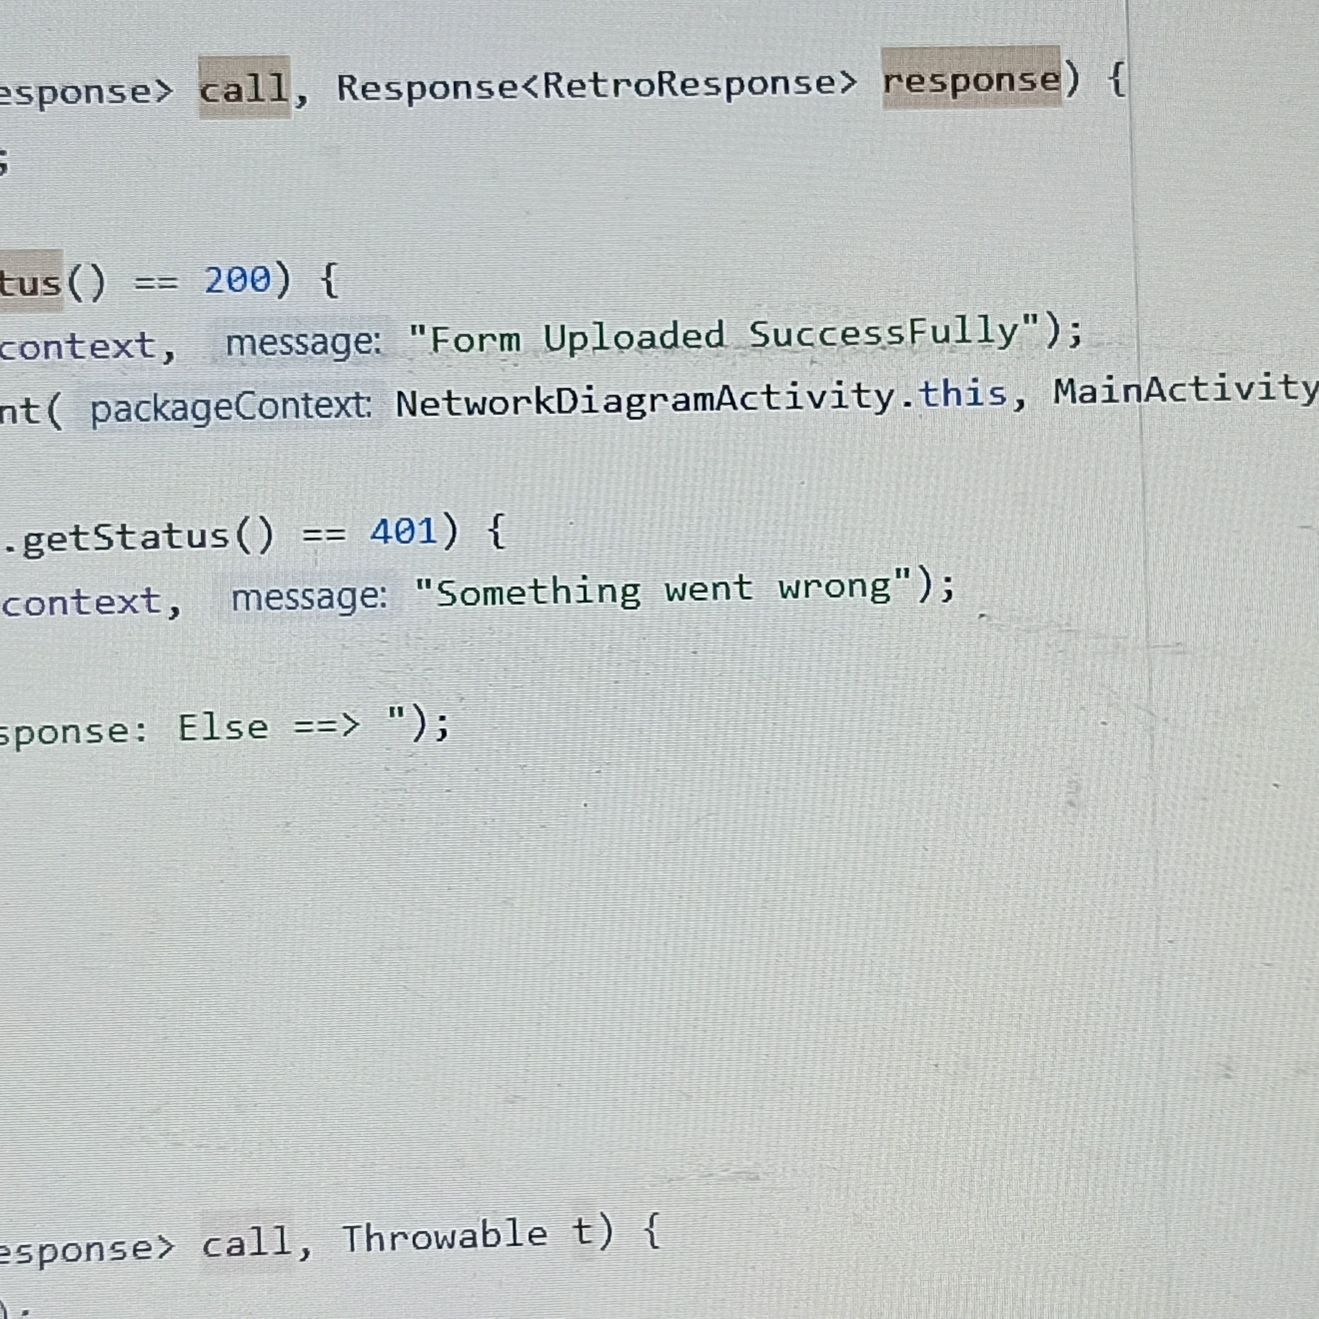 esponse> call, Response<RetroResponse> response) {
;
tus() == 200) {
context, message: "Form Uploaded SuccessFully");
nt( packageContext: NetworkDiagramActivity.this, MainActivity
.getStatus() == 401) {
context, message: "Something went wrong");
sponse: Else ==> ");
esponse> call, Throwable t) {
);